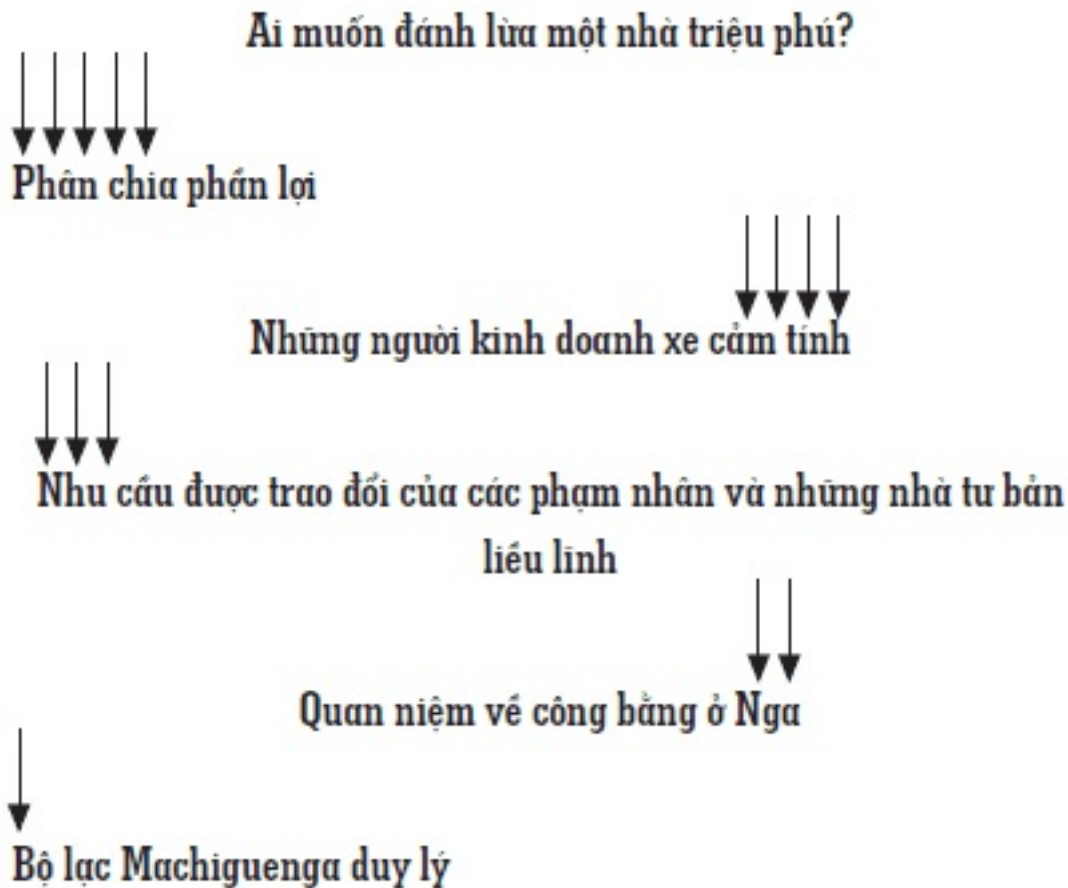 Ai muốn đánh lừa một nhà triệu phú?
Phân chia phần lợi
Những người kinh doanh xe cảm tính
Nhu cầu được trao đổi của các phạm nhân và những nhà tư bản
liều lĩnh
Quan niệm về công bằng ở Nga
Bộ lạc Machiguenga duy lý